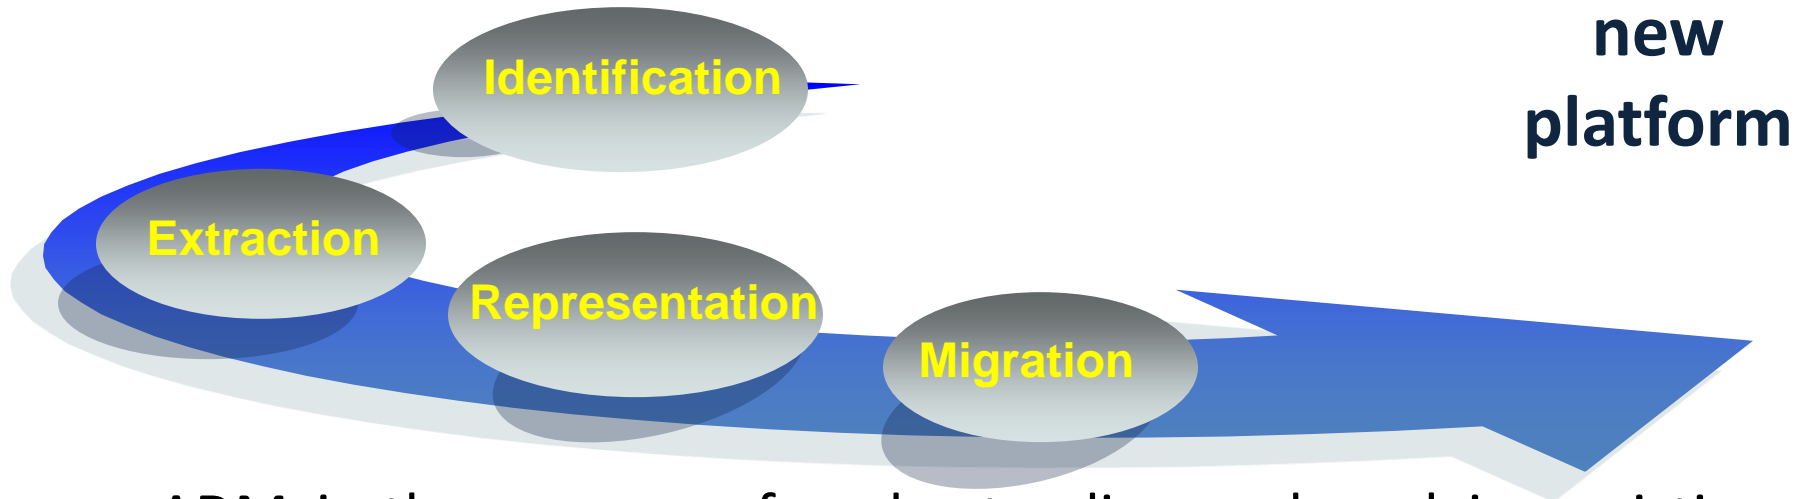 new
platform
Identification
Extraction
Representation
Migration